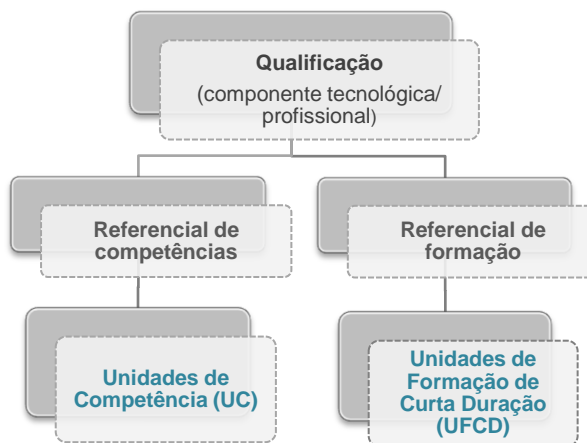 Qualificação
(componente tecnológica/
profissional)
Referencial de
competências
Referencial de
formação
Unidades de
Competência (UC)
Unidades de
Formação de
Curta Duração
(UFCD)